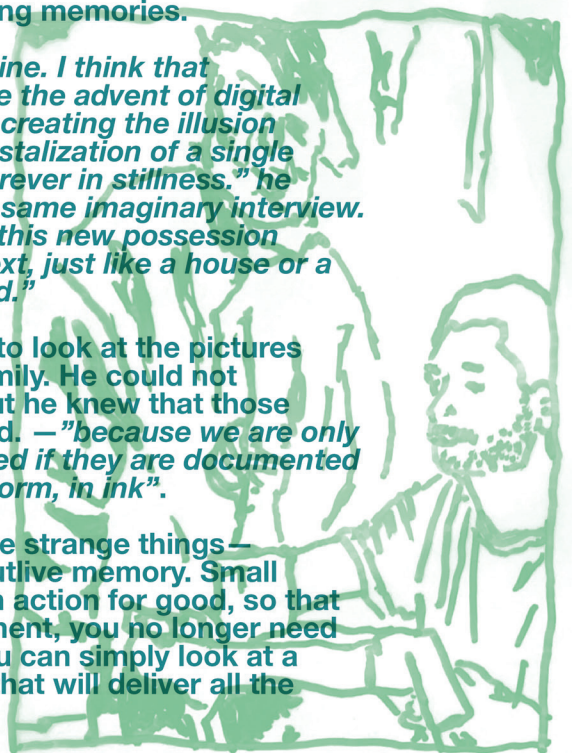 ng memories.
ine. I think that
e the advent of digital
creating the illusion
stalization of a single
rever in stillness.” he
same imaginary interview.
this new possession
ext, just like a house or a
d.”
to look at the pictures
mily. He could not
ut he knew that those
d. —”because we are only
ed if they are documented
orm, in ink”.
e strange things—
utlive memory. Small
n action for good, so that
ment, you no longer need
u can simply look at a
hat will deliver all the